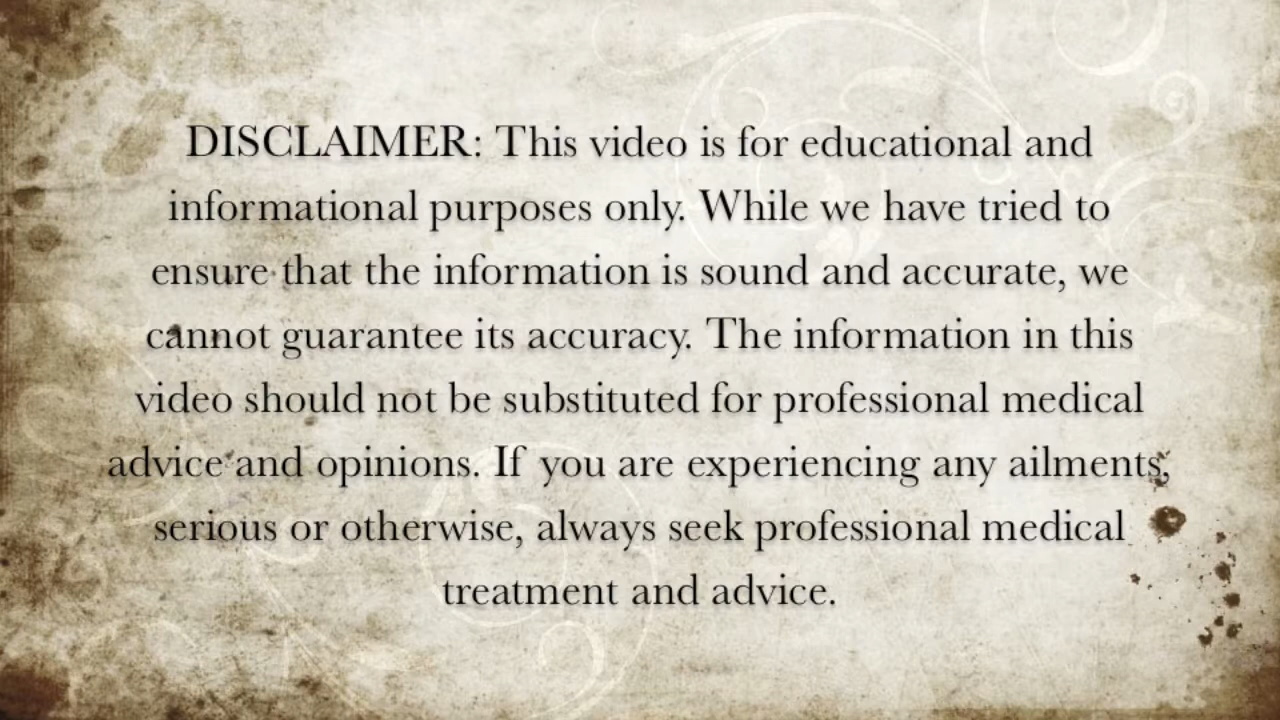 DISCLAIMER: This video is for educational and
informational purposes only. While we have tried to
ensure that the information is sound and accurate, we
cannot guarantee its accuracy. The information in this
video should not be substituted for professional medical
advice and opinions. If you are experiencing any ailments,
serious or otherwise, always seek professional medical
treatment and advice.